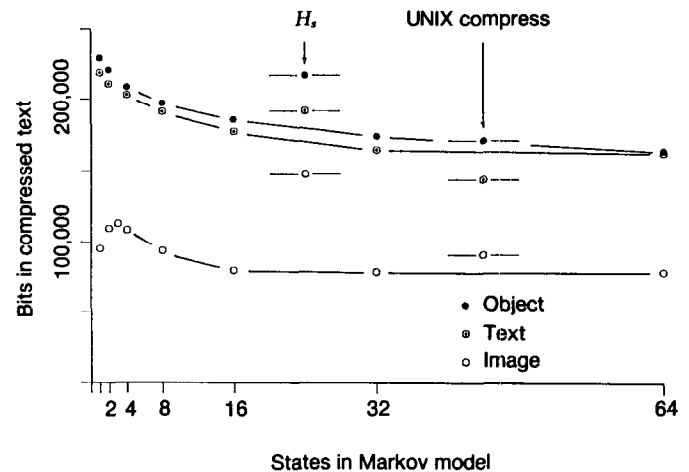 Hₛ
UNIX compress
Bits in compressed text
200,000
100,000
Object
Text
Image
2 4 8 16 32 64
States in Markov model